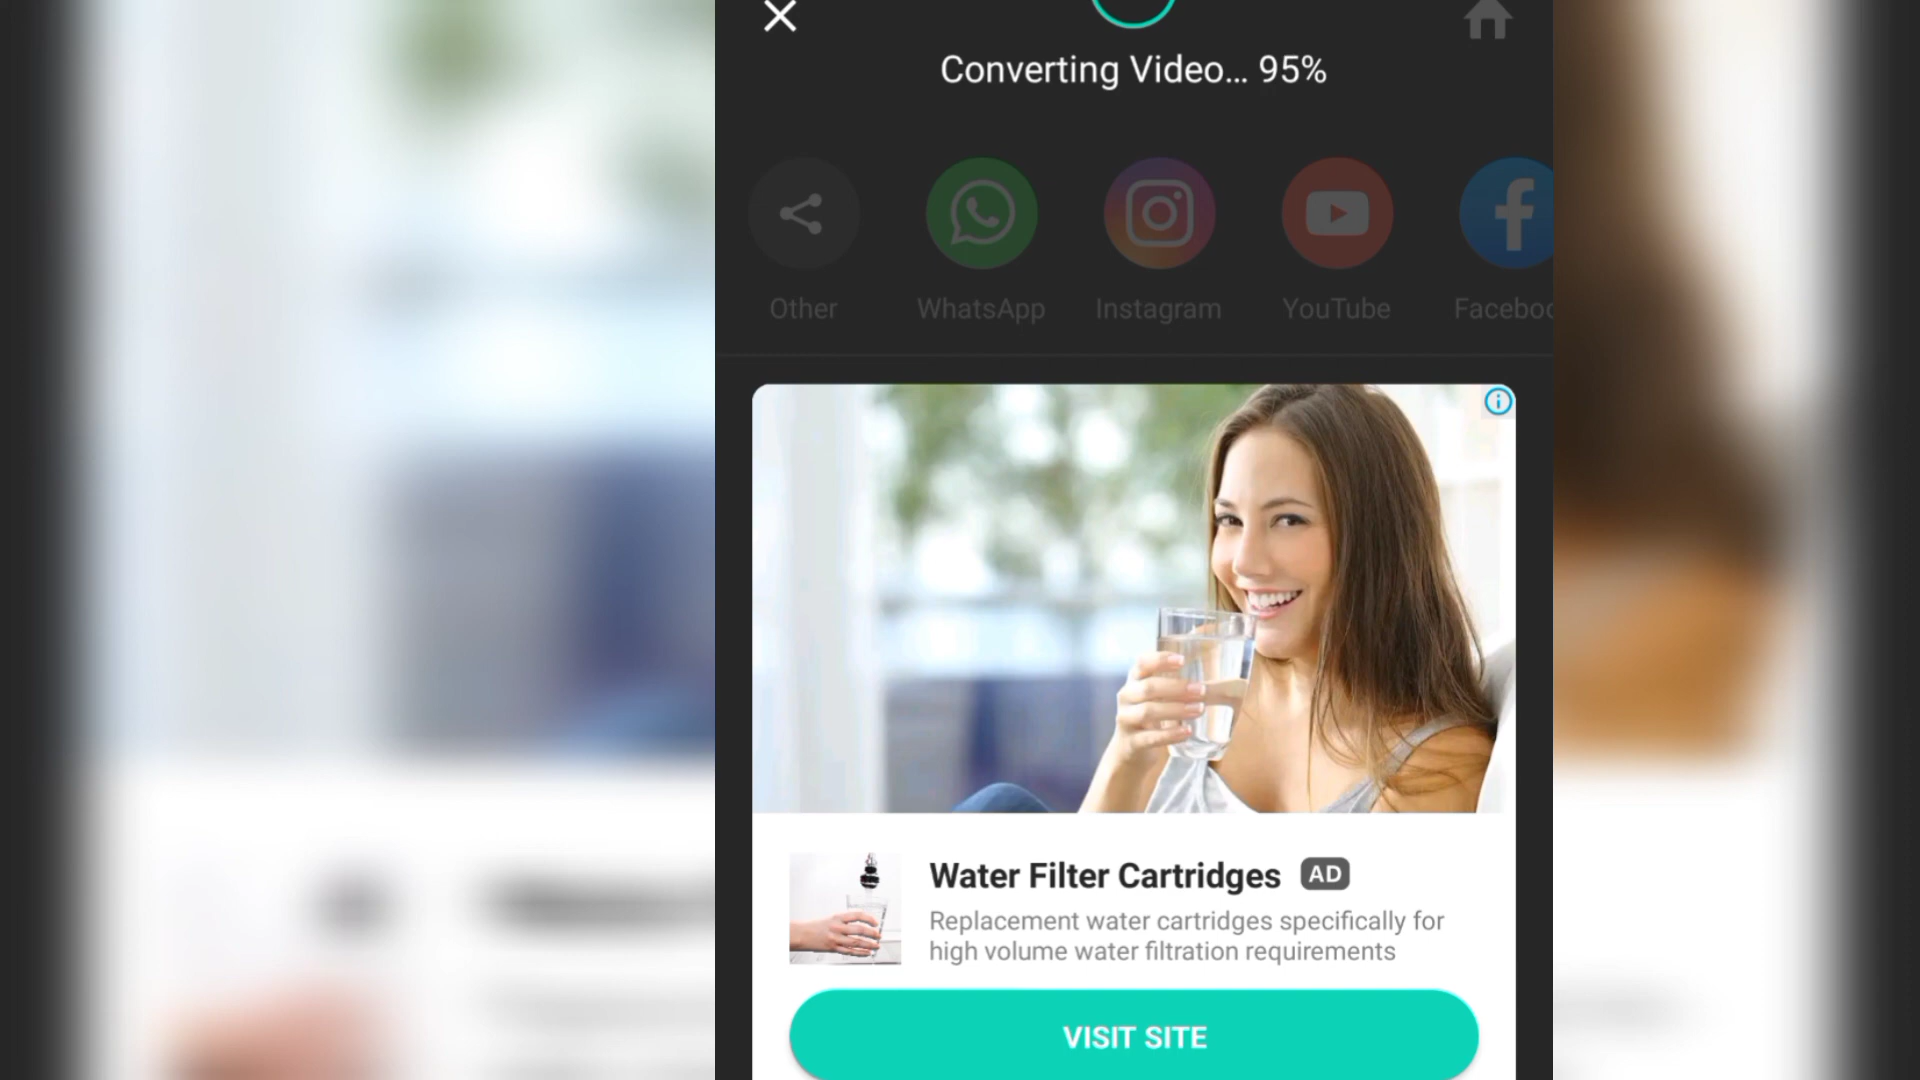 Converting Video... 95%
Other
WhatsApp
Instagram
YouTube
Faceboo
Water Filter Cartridges AD
Replacement water cartridges specifically for
high volume water filtration requirements
VISIT SITE